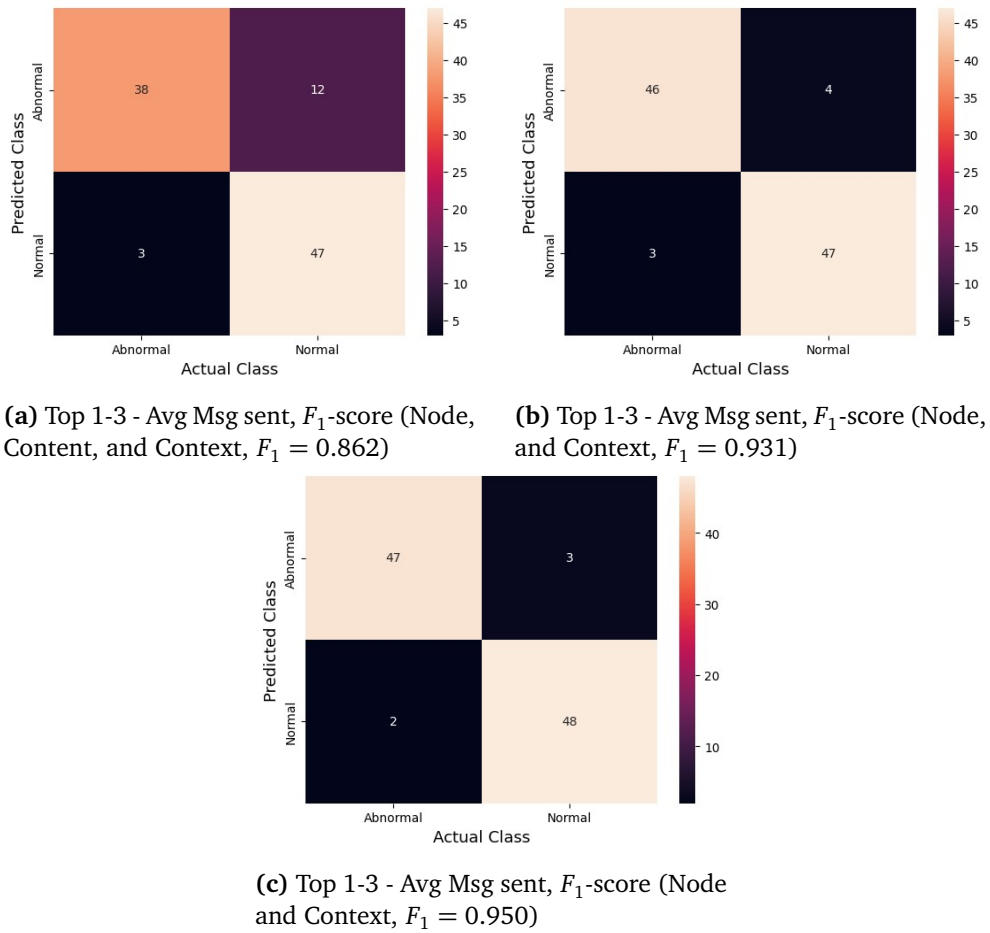 Predicted Class
Abnormal
Normal
38
12
3
47
Abnormal
Normal
Actual Class
45
40
35
30
25
20
15
10
5
Predicted Class
Abnormal
Normal
46
4
3
47
Abnormal
Normal
Actual Class
45
40
35
30
25
20
15
10
5
(a) Top 1-3 - Avg Msg sent, F₁-score (Node,
Content, and Context, F₁ = 0.862)
(b) Top 1-3 - Avg Msg sent, F₁-score (Node,
and Context, F₁ = 0.931)
Predicted Class
Abnormal
Normal
47
3
2
48
Abnormal
Normal
Actual Class
40
30
20
10
(c) Top 1-3 - Avg Msg sent, F₁-score (Node
and Context, F₁ = 0.950)